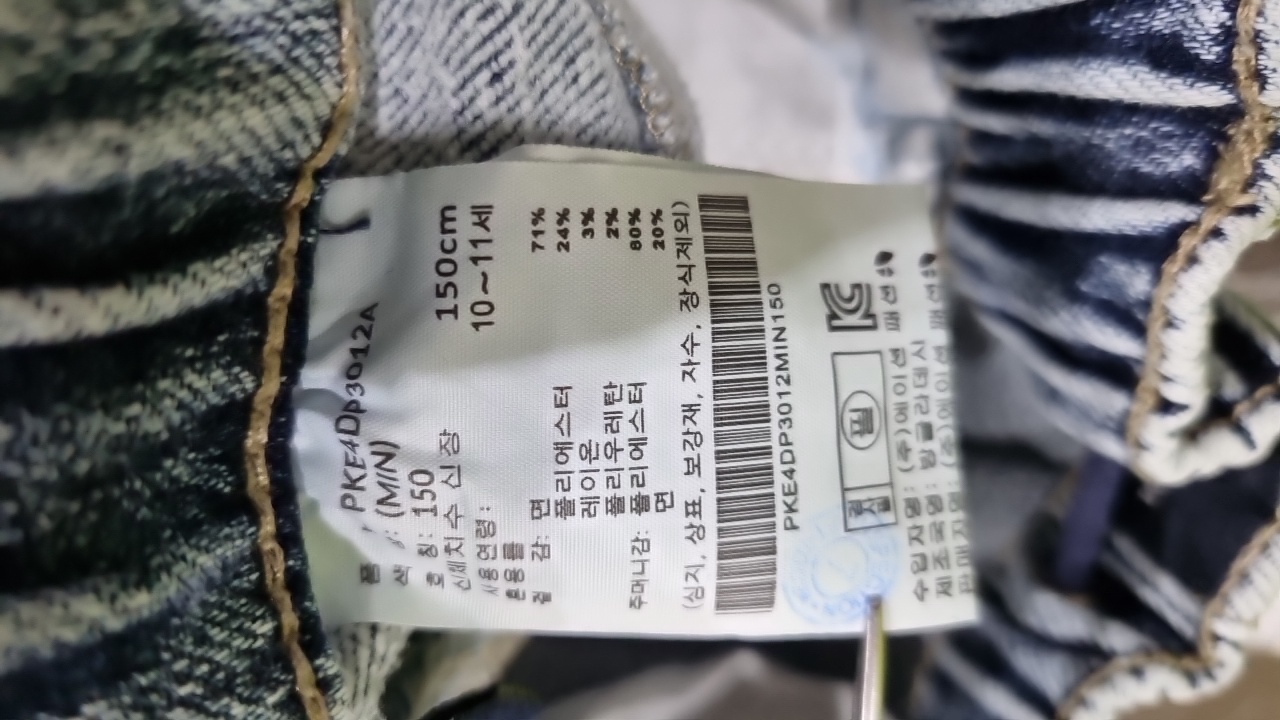 품 PKE4Dp3012A
색 : (MIN)
호 칭: 150
신체치수 신장 150cm
사용연령: 10~11세
혼용률
겉 감: 면 71%
폴리에스터 24%
레이온 3%
폴리우레탄 2%
주머니감: 폴리에스터 80%
면 20%
(심지, 상표, 보강재, 자수, 장식제외)
PKE4DP3012MIN150
검사필
수입자명: (주)에이션패션
제조국명: 방글라데시
판매자명: (주)에이션패션